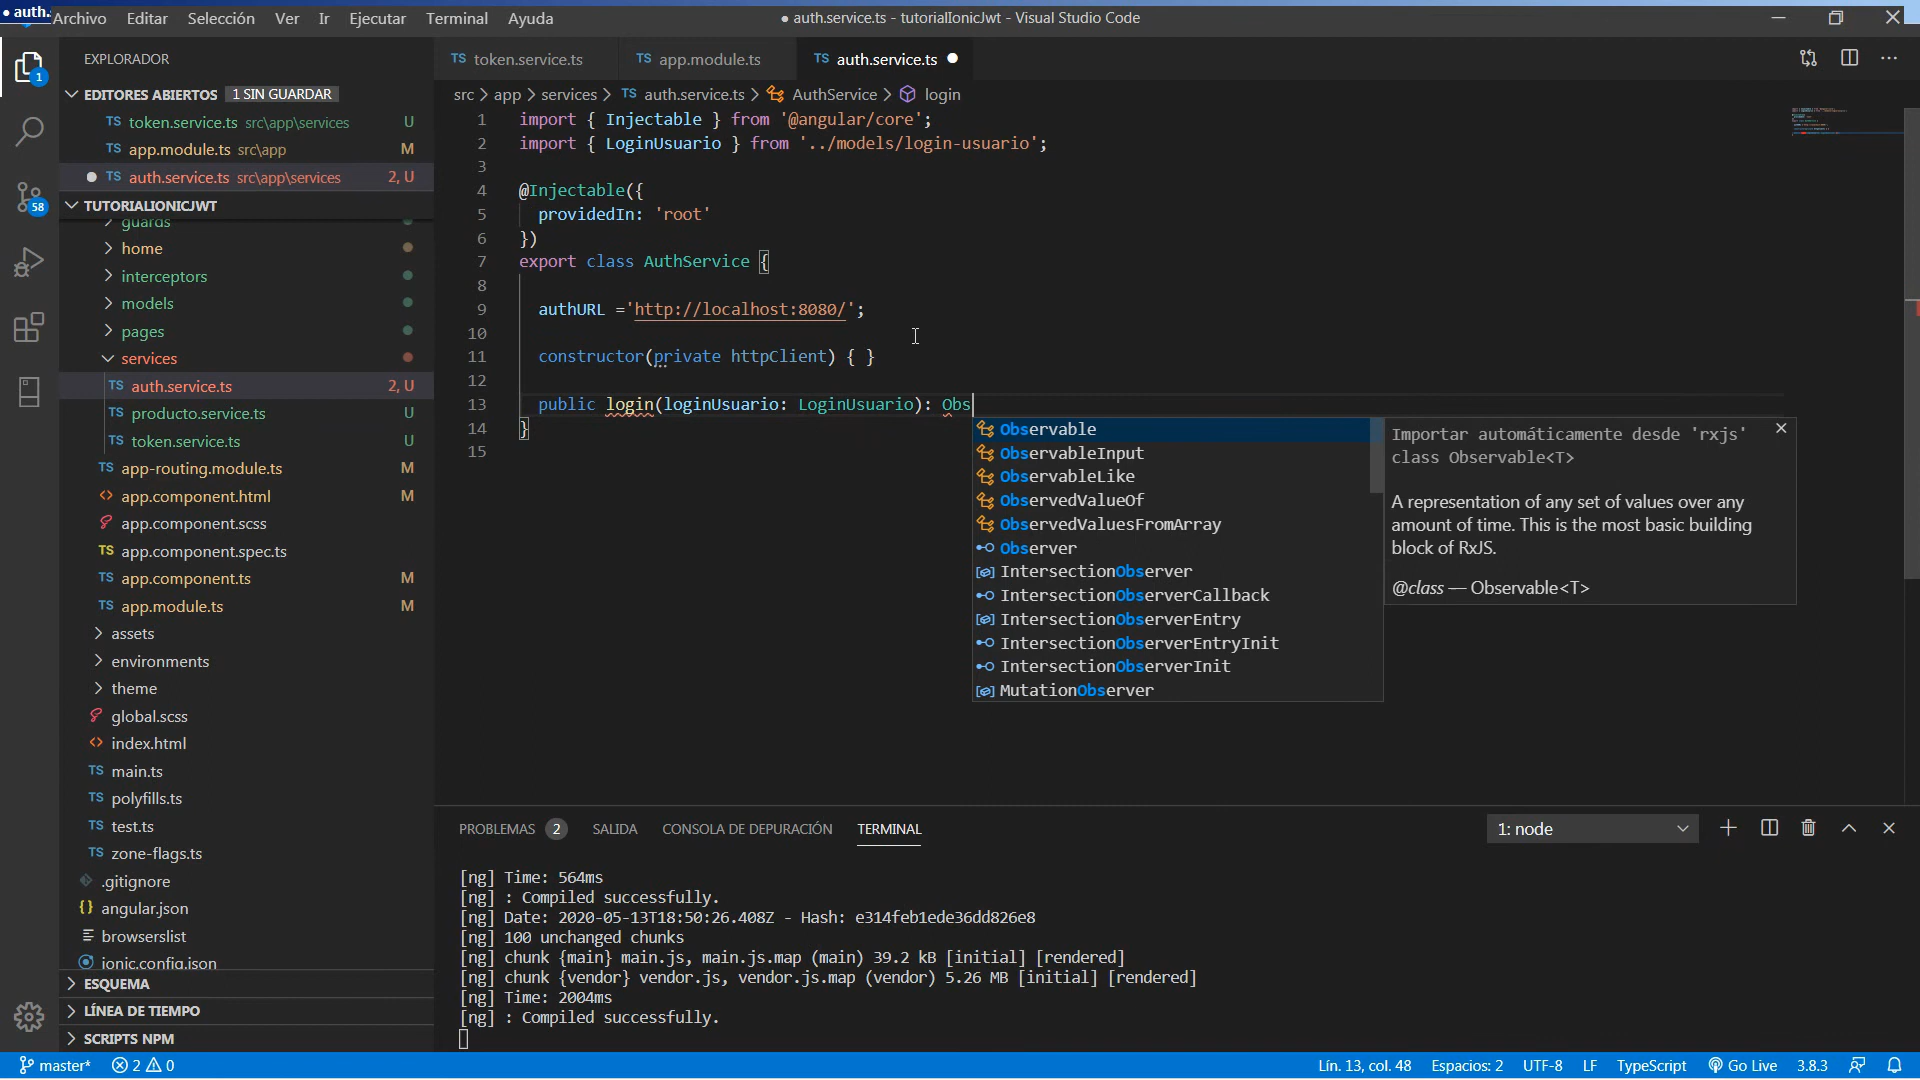 ● auth.
Archivo Editar Selección Ver Ir Ejecutar Terminal Ayuda
● auth.service.ts - tutorialIonicJwt - Visual Studio Code
EXPLORADOR
EDITORES ABIERTOS 1 SIN GUARDAR
TS token.service.ts src\app\services U
TS app.module.ts src\app M
● TS auth.service.ts src\app\services 2, U
TUTORIALIONICJWT
guards
home
interceptors
models
pages
services
TS auth.service.ts 2, U
TS producto.service.ts U
TS token.service.ts U
TS app-routing.module.ts M
<> app.component.html M
app.component.scss
TS app.component.spec.ts
TS app.component.ts M
TS app.module.ts M
assets
environments
theme
global.scss
<> index.html
TS main.ts
TS polyfills.ts
TS test.ts
TS zone-flags.ts
.gitignore
{} angular.json
browserslist
ionic.config.json
ESQUEMA
LÍNEA DE TIEMPO
SCRIPTS NPM
1
58
TS token.service.ts TS app.module.ts TS auth.service.ts ●
src > app > services > TS auth.service.ts > AuthService > login
1 import { Injectable } from '@angular/core';
2 import { LoginUsuario } from '../models/login-usuario';
3
4 @Injectable({
5 providedIn: 'root'
6 })
7 export class AuthService {
8
9 authURL ='http://localhost:8080/';
10
11 constructor(private httpClient) { }
12
13 public login(loginUsuario: LoginUsuario): Obs
14 }
15
Observable
ObservableInput
ObservableLike
ObservedValueOf
ObservedValuesFromArray
Observer
IntersectionObserver
IntersectionObserverCallback
IntersectionObserverEntry
IntersectionObserverEntryInit
IntersectionObserverInit
MutationObserver
Importar automáticamente desde 'rxjs'
class Observable<T>
A representation of any set of values over any
amount of time. This is the most basic building
block of RxJS.
@class — Observable<T>
PROBLEMAS 2 SALIDA CONSOLA DE DEPURACIÓN TERMINAL 1: node
[ng] Time: 564ms
[ng] : Compiled successfully.
[ng] Date: 2020-05-13T18:50:26.408Z - Hash: e314feb1ede36dd826e8
[ng] 100 unchanged chunks
[ng] chunk {main} main.js, main.js.map (main) 39.2 kB [initial] [rendered]
[ng] chunk {vendor} vendor.js, vendor.js.map (vendor) 5.26 MB [initial] [rendered]
[ng] Time: 2004ms
[ng] : Compiled successfully.
master* 2 0 Lín. 13, col. 48 Espacios: 2 UTF-8 LF TypeScript Go Live 3.8.3